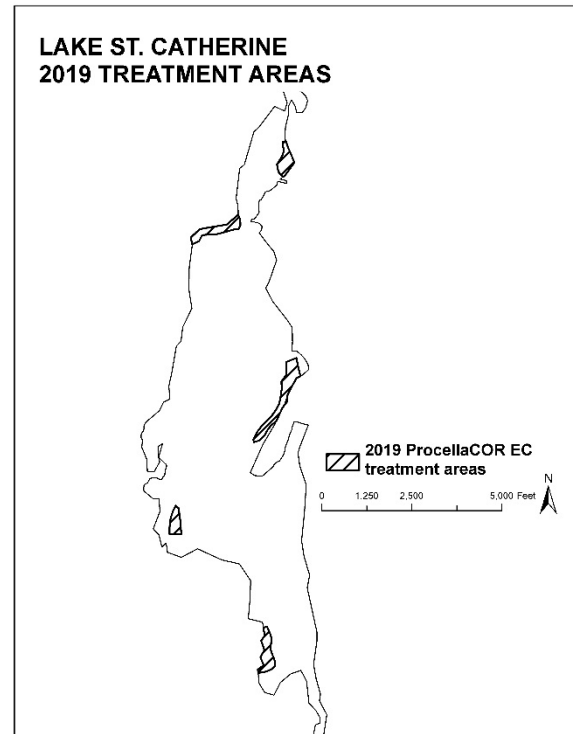 LAKE ST. CATHERINE
2019 TREATMENT AREAS
2019 ProcellaCOR EC
treatment areas
N
0 1,250 2,500 5,000 Feet